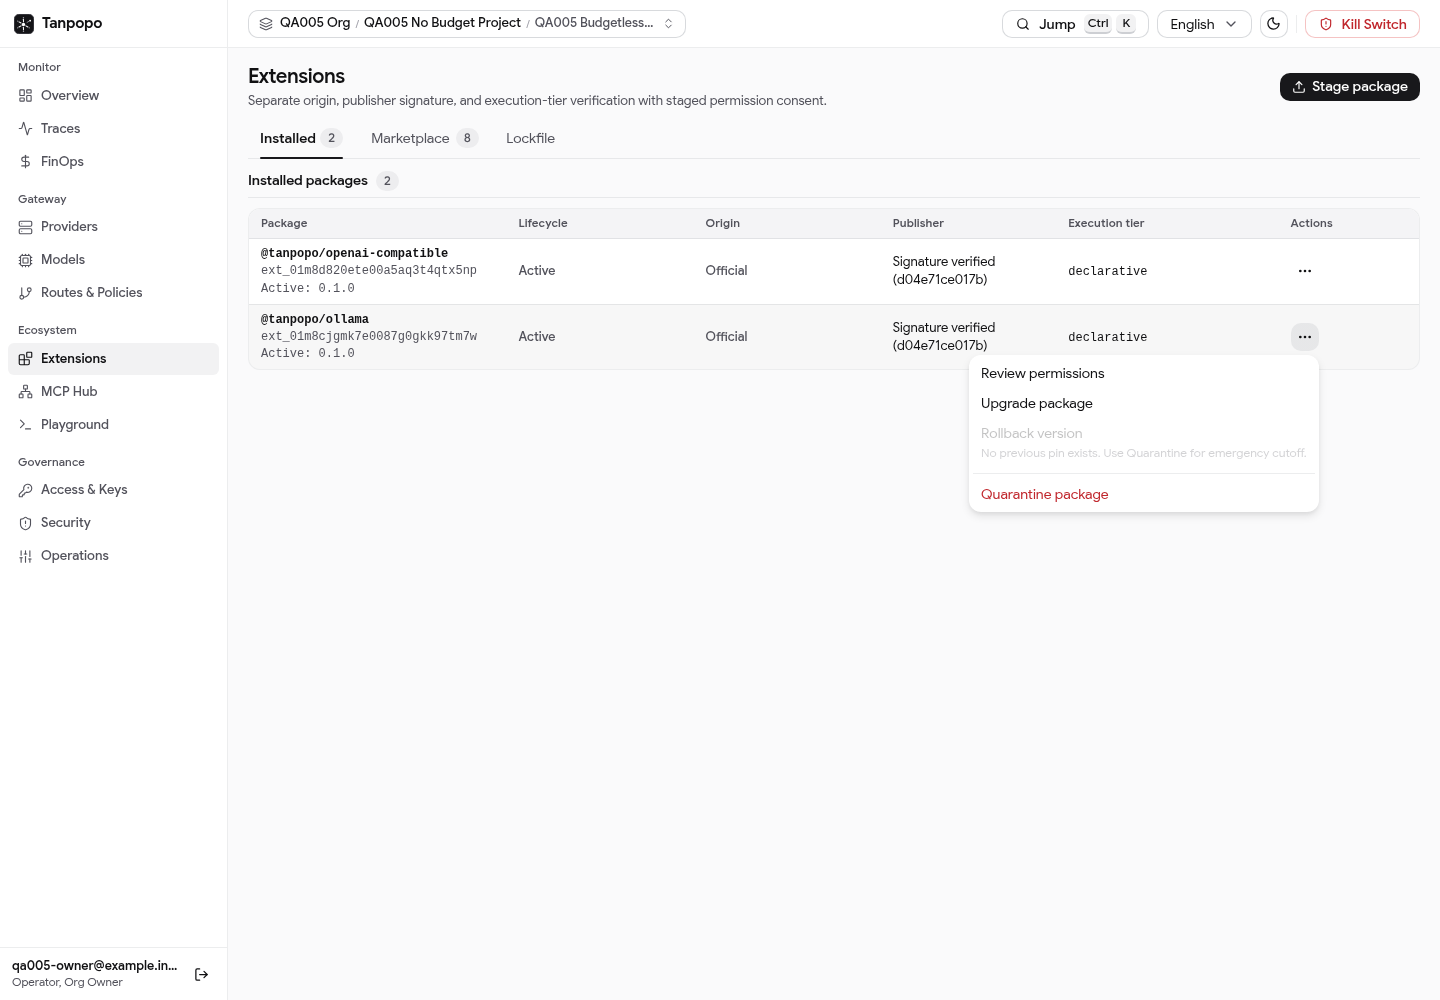 Tanpopo
QA005 Org / QA005 No Budget Project / QA005 Budgetless...
Jump Ctrl K
English
Kill Switch
Monitor
Overview
Traces
FinOps
Gateway
Providers
Models
Routes & Policies
Ecosystem
Extensions
MCP Hub
Playground
Governance
Access & Keys
Security
Operations
qa005-owner@example.in...
Operator, Org Owner
Extensions
Separate origin, publisher signature, and execution-tier verification with staged permission consent.
Stage package
Installed 2 Marketplace 8 Lockfile
Installed packages 2
Package Lifecycle Origin Publisher Execution tier Actions
@tanpopo/openai-compatible
ext_01m8d820ete00a5aq3t4qtx5np
Active: 0.1.0
Active
Official
Signature verified
(d04e71ce017b)
declarative
@tanpopo/ollama
ext_01m8cjgmk7e0087g0gkk97tm7w
Active: 0.1.0
Active
Official
Signature verified
(d04e71ce017b)
declarative
Review permissions
Upgrade package
Rollback version
No previous pin exists. Use Quarantine for emergency cutoff.
Quarantine package